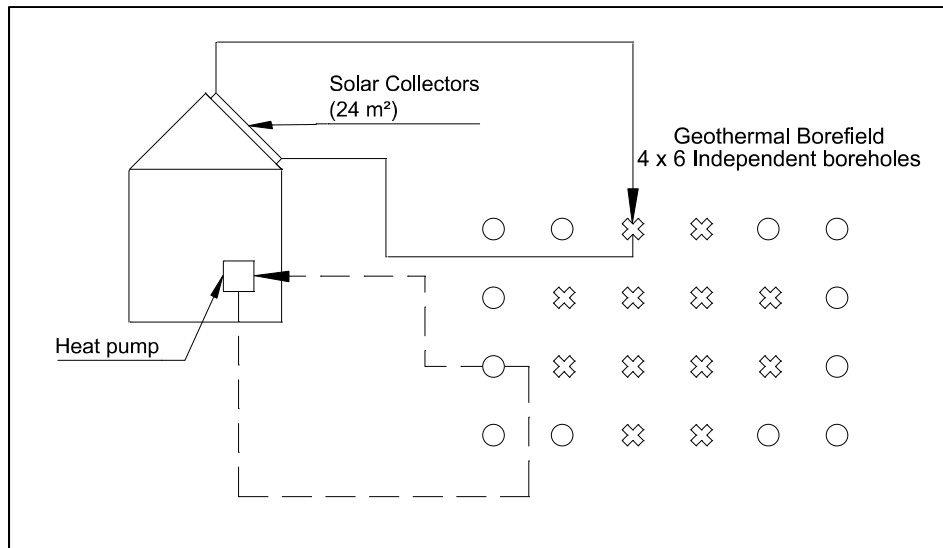 Solar Collectors
(24 m²)
Geothermal Borefield
4 x 6 Independent boreholes
Heat pump